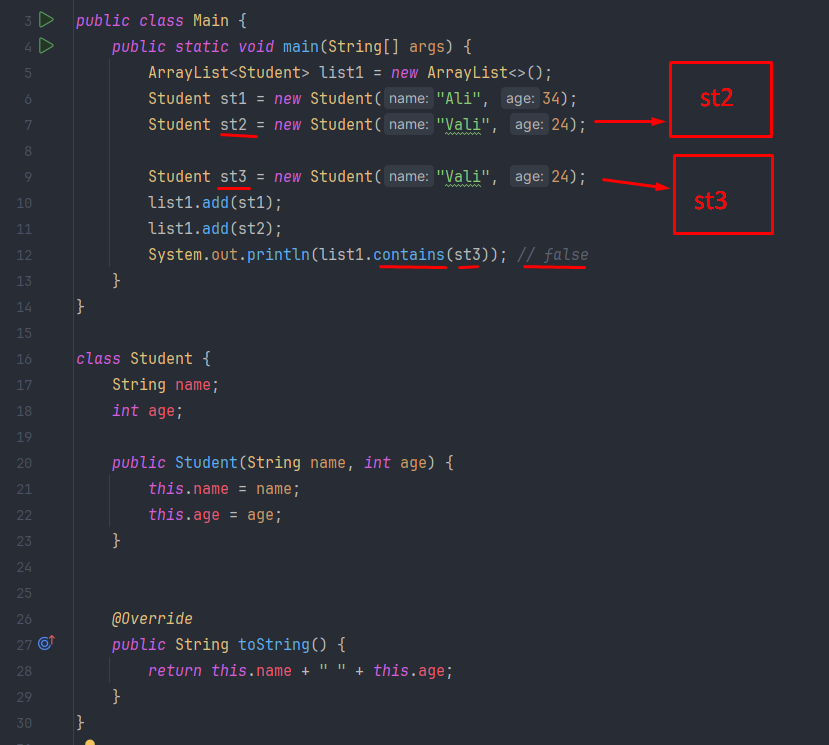 3 public class Main {
4 public static void main(String[] args) {
5 ArrayList<Student> list1 = new ArrayList<>();
6 Student st1 = new Student( name: "Ali", age: 34);
7 Student st2 = new Student( name: "Vali", age: 24);
st2
8
9 Student st3 = new Student( name: "Vali", age: 24);
st3
10 list1.add(st1);
11 list1.add(st2);
12 System.out.println(list1.contains(st3)); // false
13 }
14 }
15
16 class Student {
17 String name;
18 int age;
19
20 public Student(String name, int age) {
21 this.name = name;
22 this.age = age;
23 }
24
25
26 @Override
27 public String toString() {
28 return this.name + " " + this.age;
29 }
30 }